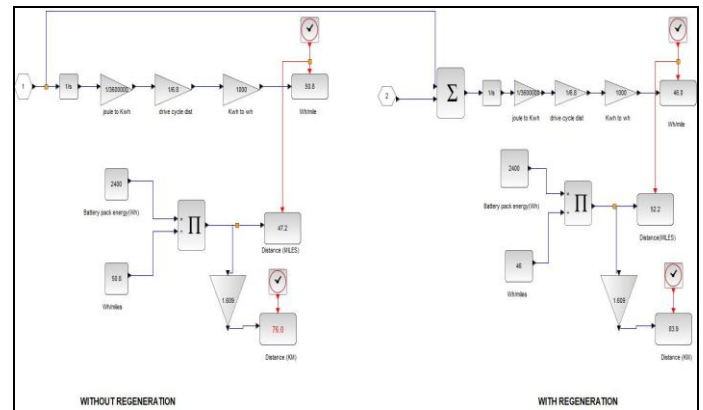 1
1/s
1/3600000
1/6.8
1000
50.8
joule to Kwh
drive cycle dist
Kwh to wh
Wh/mile
2400
Battery pack energy(Wh)
Π
47.2
Distance (MILES)
50.8
Wh/miles
1.609
76.0
Distance (KM)
WITHOUT REGENERATION
2
Σ
1/s
1/3600000
1/6.8
1000
46.0
joule to Kwh
drive cycle dist
Kwh to wh
Wh/mile
2400
Battery pack energy(Wh)
Π
52.2
Distance(MILES)
46
Wh/miles
1.609
83.9
Distance (KM)
WITH REGENERATION